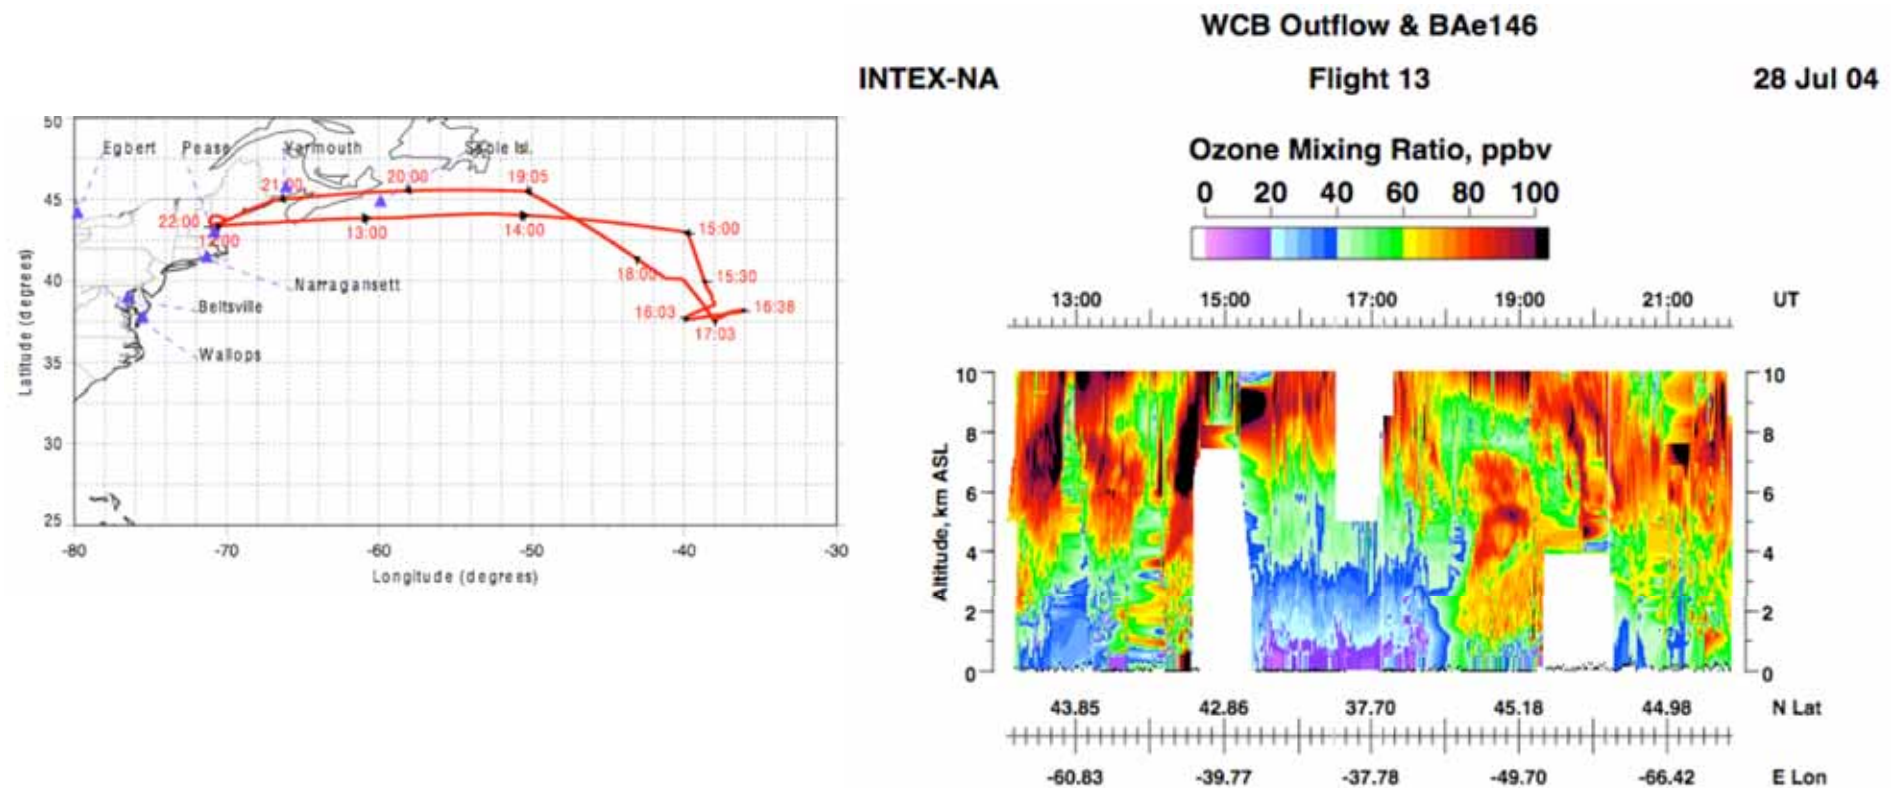 WCB Outflow & BAe146
INTEX-NA Flight 13 28 Jul 04
Ozone Mixing Ratio, ppbv
0 20 40 60 80 100
13:00 15:00 17:00 19:00 21:00 UT
10 10
8 8
6 6
4 4
2 2
0 0
Altitude, km ASL
43.85 42.86 37.70 45.18 44.98 N Lat
-60.83 -39.77 -37.78 -49.70 -66.42 E Lon
50
45
40
35
30
25
Latitude (degrees)
-80 -70 -60 -50 -40 -30
Longitude (degrees)
Egbert Pease Yarmouth Sable Isl.
21:00 20:00 19:05
22:00
12:00 13:00 14:00 15:00
18:00 15:30
16:03 16:38
17:03
Narragansett
Beltsville
Wallops